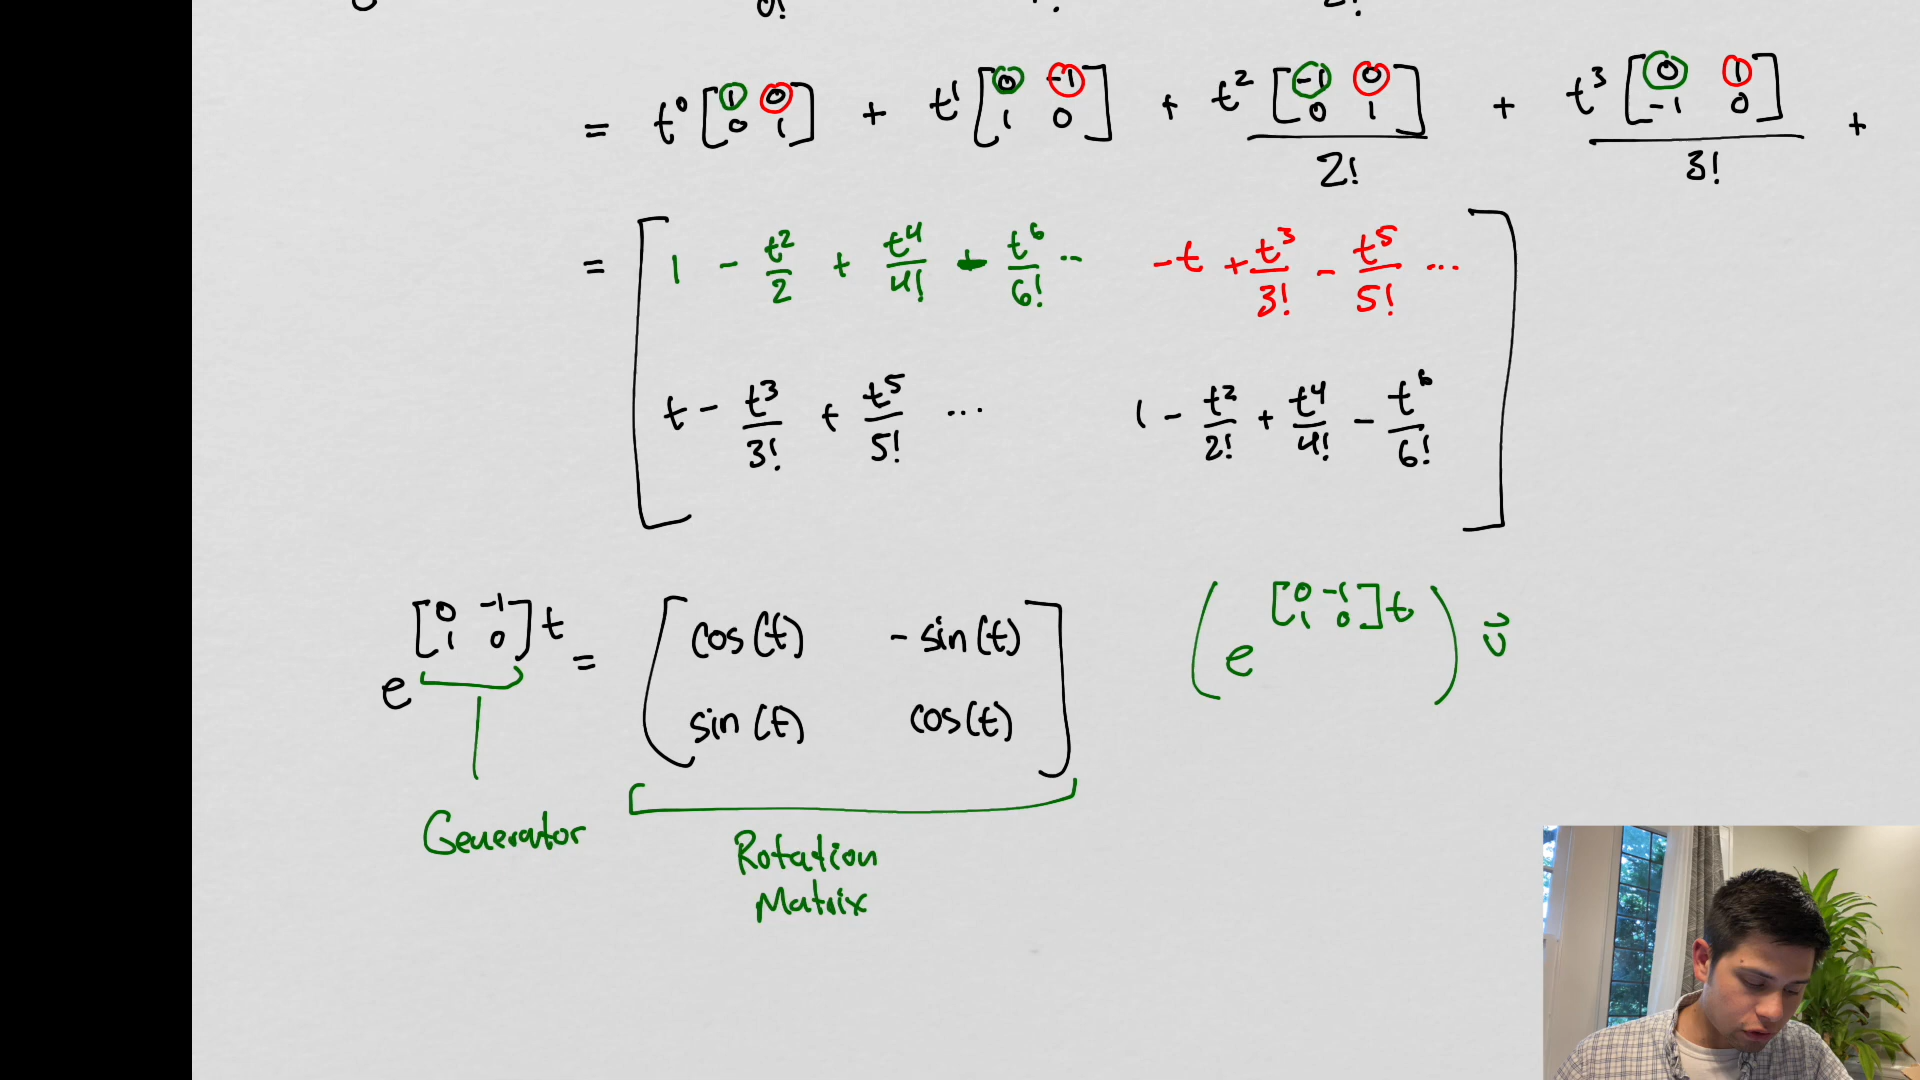 0! 1! 2!
= t⁰ [1 0; 0 1] + t¹ [0 -1; 1 0] + t² [-1 0; 0 1] / 2! + t³ [0 1; -1 0] / 3! +
= [ 1 - t²/2 + t⁴/4! - t⁶/6! ·· -t + t³/3! - t⁵/5! ...
t - t³/3! + t⁵/5! ... 1 - t²/2! + t⁴/4! - t⁶/6! ]
e^([0 -1; 1 0] t) = [ cos(t) - sin(t)
sin(t) cos(t) ]
( e^([0 -1; 1 0] t) )
Generator
Rotation
Matrix